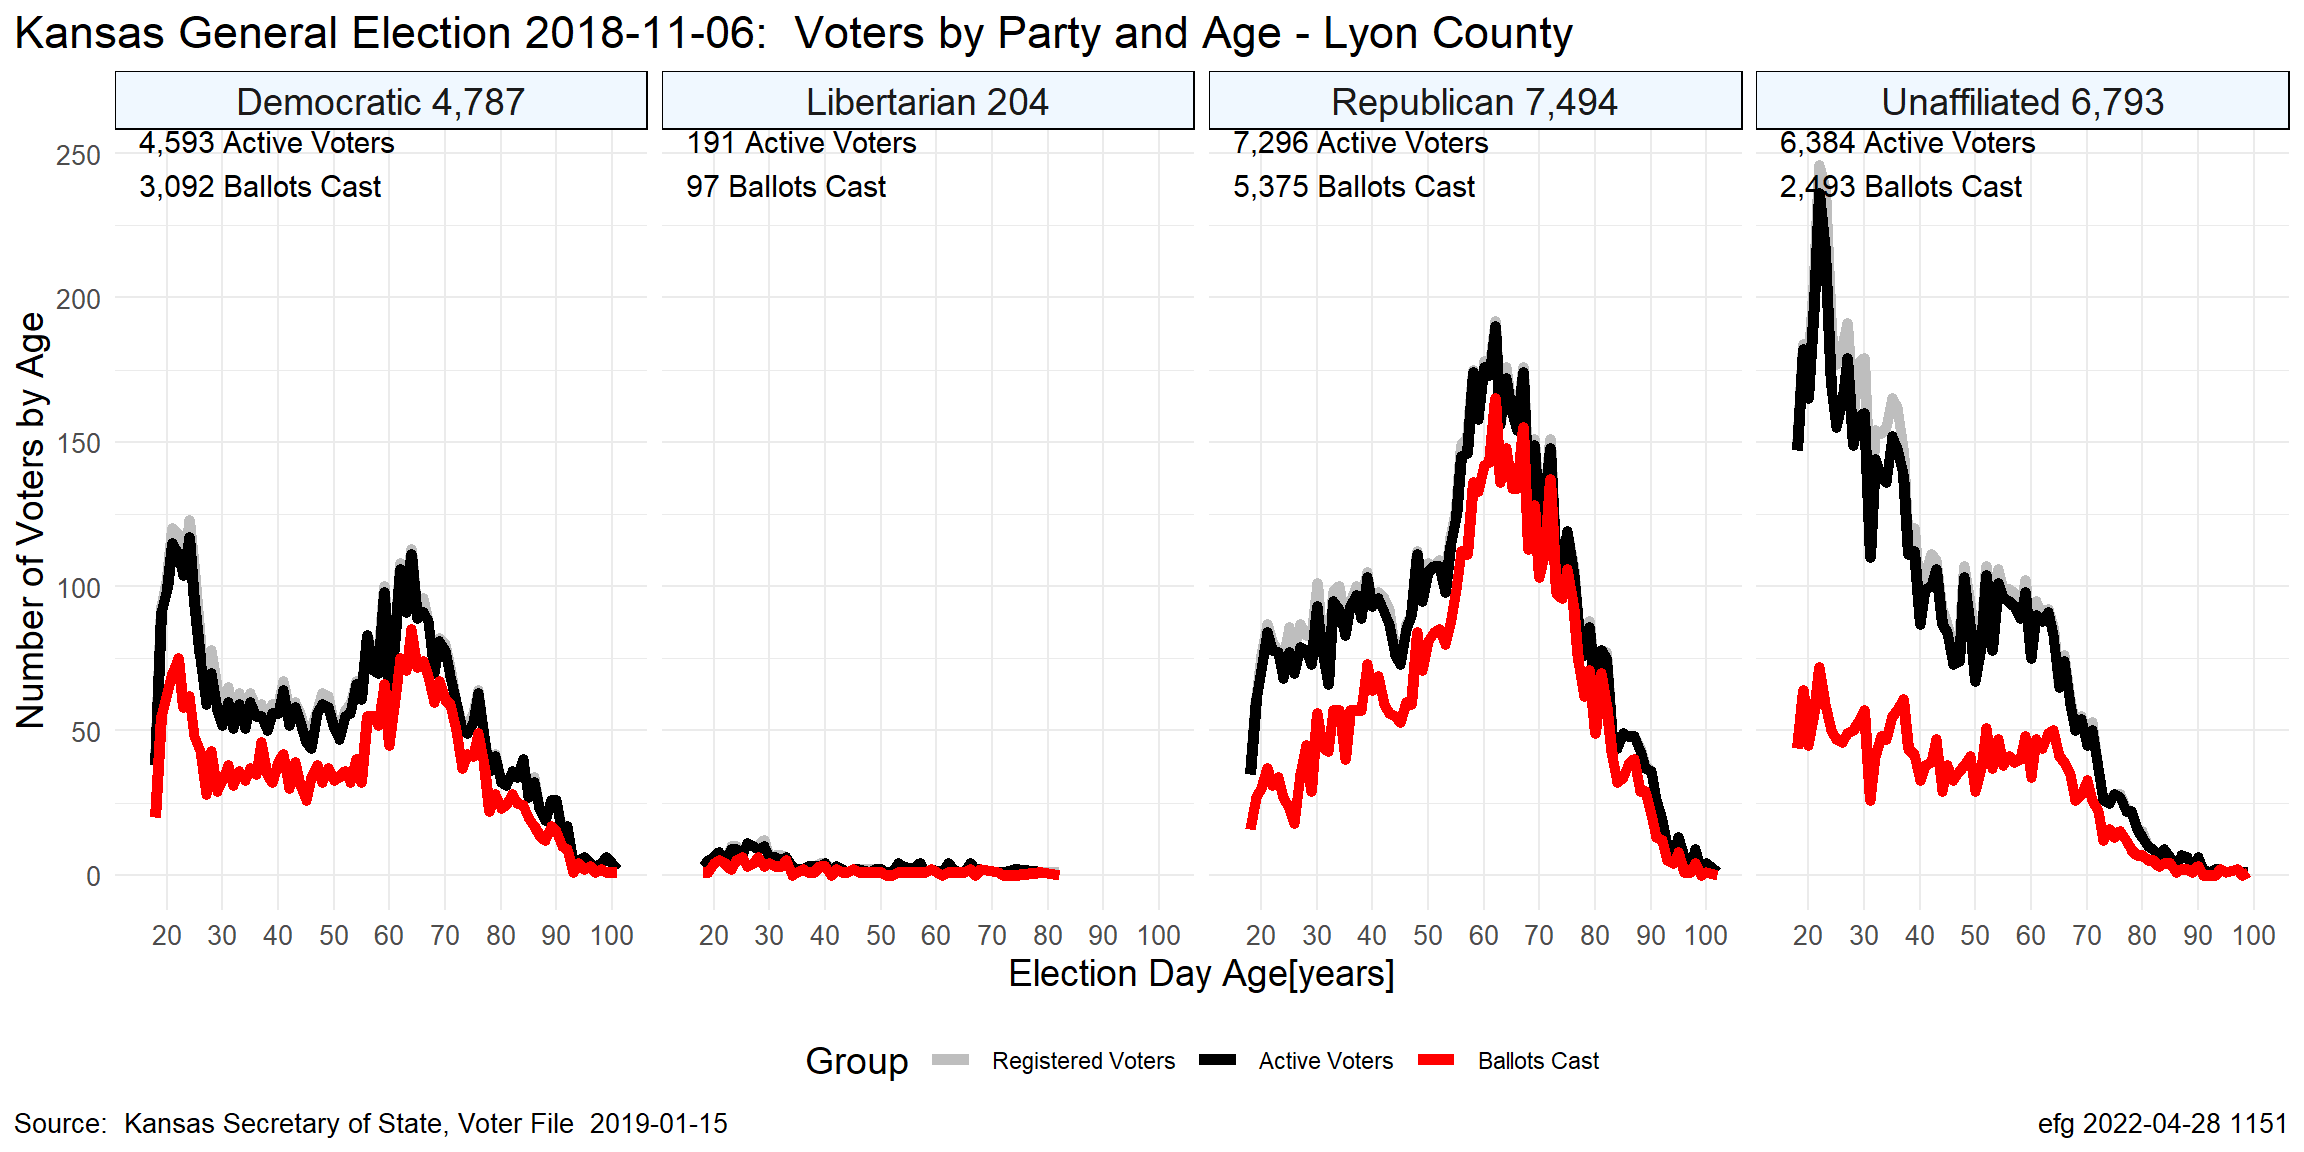 Kansas General Election 2018-11-06:  Voters by Party and Age - Lyon County
Democratic 4,787
Libertarian 204
Republican 7,494
Unaffiliated 6,793
4,593 Active Voters
3,092 Ballots Cast
191 Active Voters
97 Ballots Cast
7,296 Active Voters
5,375 Ballots Cast
6,384 Active Voters
2,493 Ballots Cast
Number of Voters by Age
250
200
150
100
50
0
20 30 40 50 60 70 80 90 100
20 30 40 50 60 70 80 90 100
20 30 40 50 60 70 80 90 100
20 30 40 50 60 70 80 90 100
Election Day Age[years]
Group Registered Voters Active Voters Ballots Cast
Source:  Kansas Secretary of State, Voter File  2019-01-15
efg 2022-04-28 1151